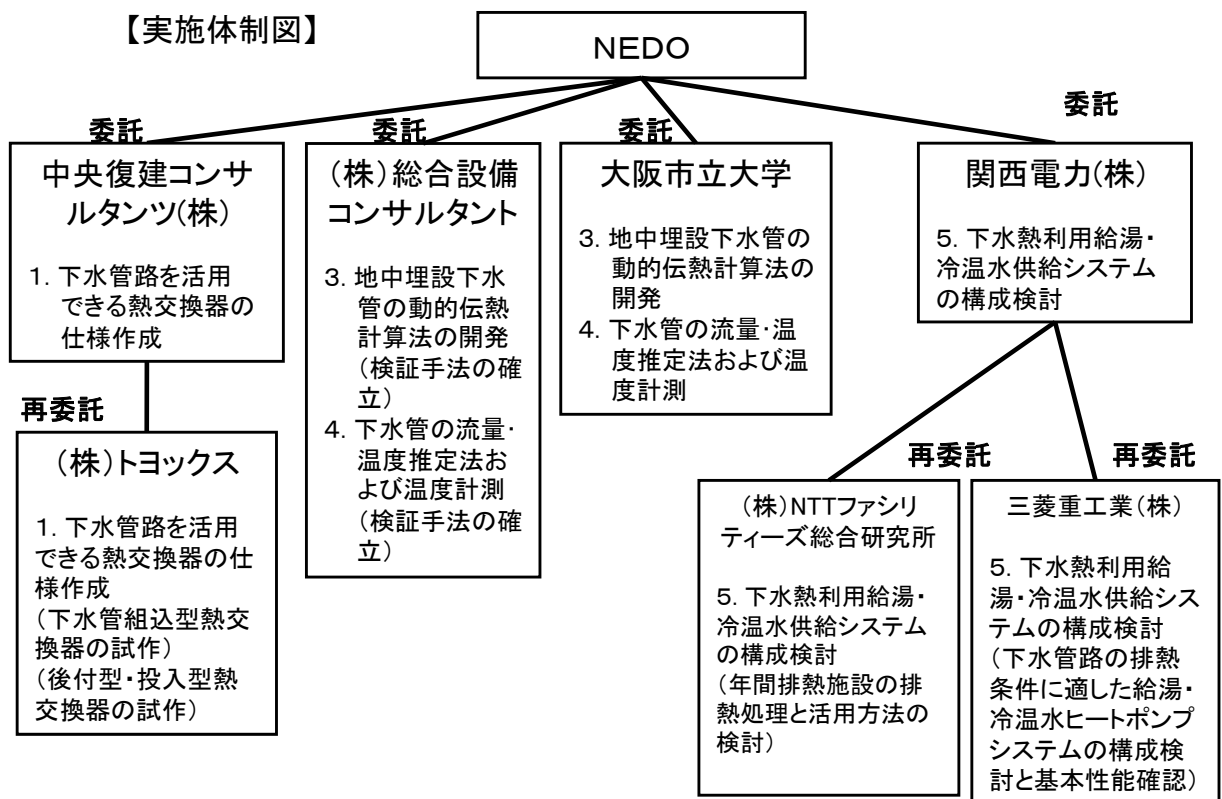 【実施体制図】
NEDO
委託
委託
委託
委託
中央復建コンサ
ルタンツ(株)
1. 下水管路を活用
できる熱交換器の
仕様作成
(株)総合設備
コンサルタント
3. 地中埋設下水
管の動的伝熱
計算法の開発
(検証手法の確
立)
4. 下水管の流量・
温度推定法お
よび温度計測
(検証手法の確
立)
大阪市立大学
3. 地中埋設下水管の
動的伝熱計算法の
開発
4. 下水管の流量・温
度推定法および温
度計測
関西電力(株)
5. 下水熱利用給湯・
冷温水供給システム
の構成検討
再委託
(株)トヨックス
1. 下水管路を活用
できる熱交換器の仕
様作成
(下水管組込型熱交
換器の試作)
(後付型・投入型熱
交換器の試作)
再委託
(株)NTTファシリ
ティーズ総合研究所
5. 下水熱利用給湯・
冷温水供給システム
の構成検討
(年間排熱施設の排
熱処理と活用方法の
検討)
再委託
三菱重工業(株)
5. 下水熱利用給
湯・冷温水供給シス
テムの構成検討
(下水管路の排熱
条件に適した給湯・
冷温水ヒートポンプ
システムの構成検
討と基本性能確認)